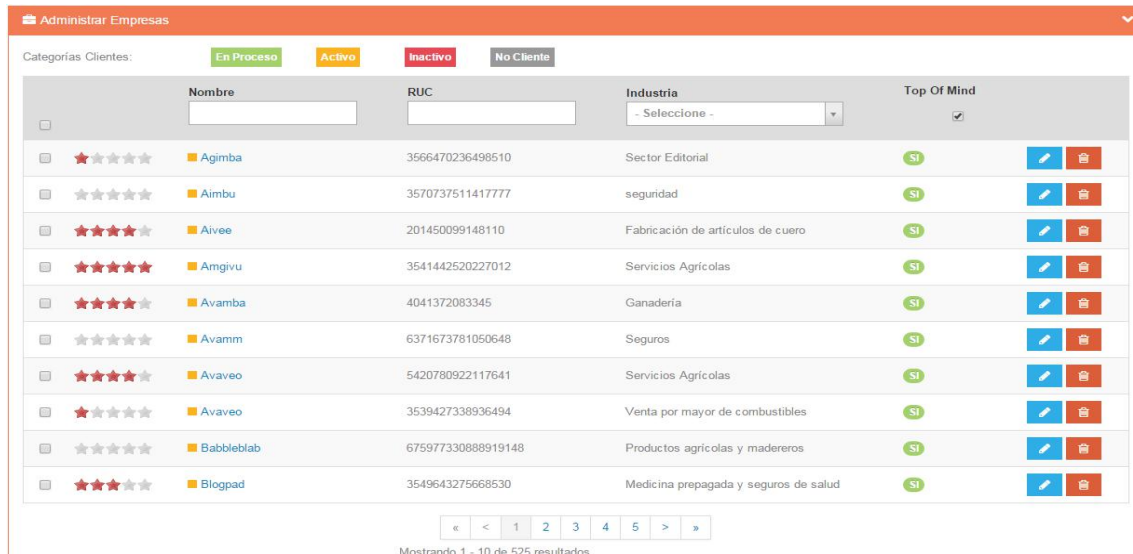 Administrar Empresas
Categorías Clientes: En Proceso Activo Inactivo No Cliente
Nombre RUC Industria Top Of Mind
- Seleccione -
Agimba 3566470236498510 Sector Editorial SI
Aimbu 3570737511417777 seguridad SI
Aivee 201450099148110 Fabricación de artículos de cuero SI
Amgivu 3541442520227012 Servicios Agrícolas SI
Avamba 4041372083345 Ganadería SI
Avamm 6371673781050648 Seguros SI
Avaveo 5420780922117641 Servicios Agrícolas SI
Avaveo 3539427338936494 Venta por mayor de combustibles SI
Babbleblab 675977330888919148 Productos agrícolas y madereros SI
Blogpad 3549643275668530 Medicina prepagada y seguros de salud SI
« < 1 2 3 4 5 > »
Mostrando 1 - 10 de 525 resultados